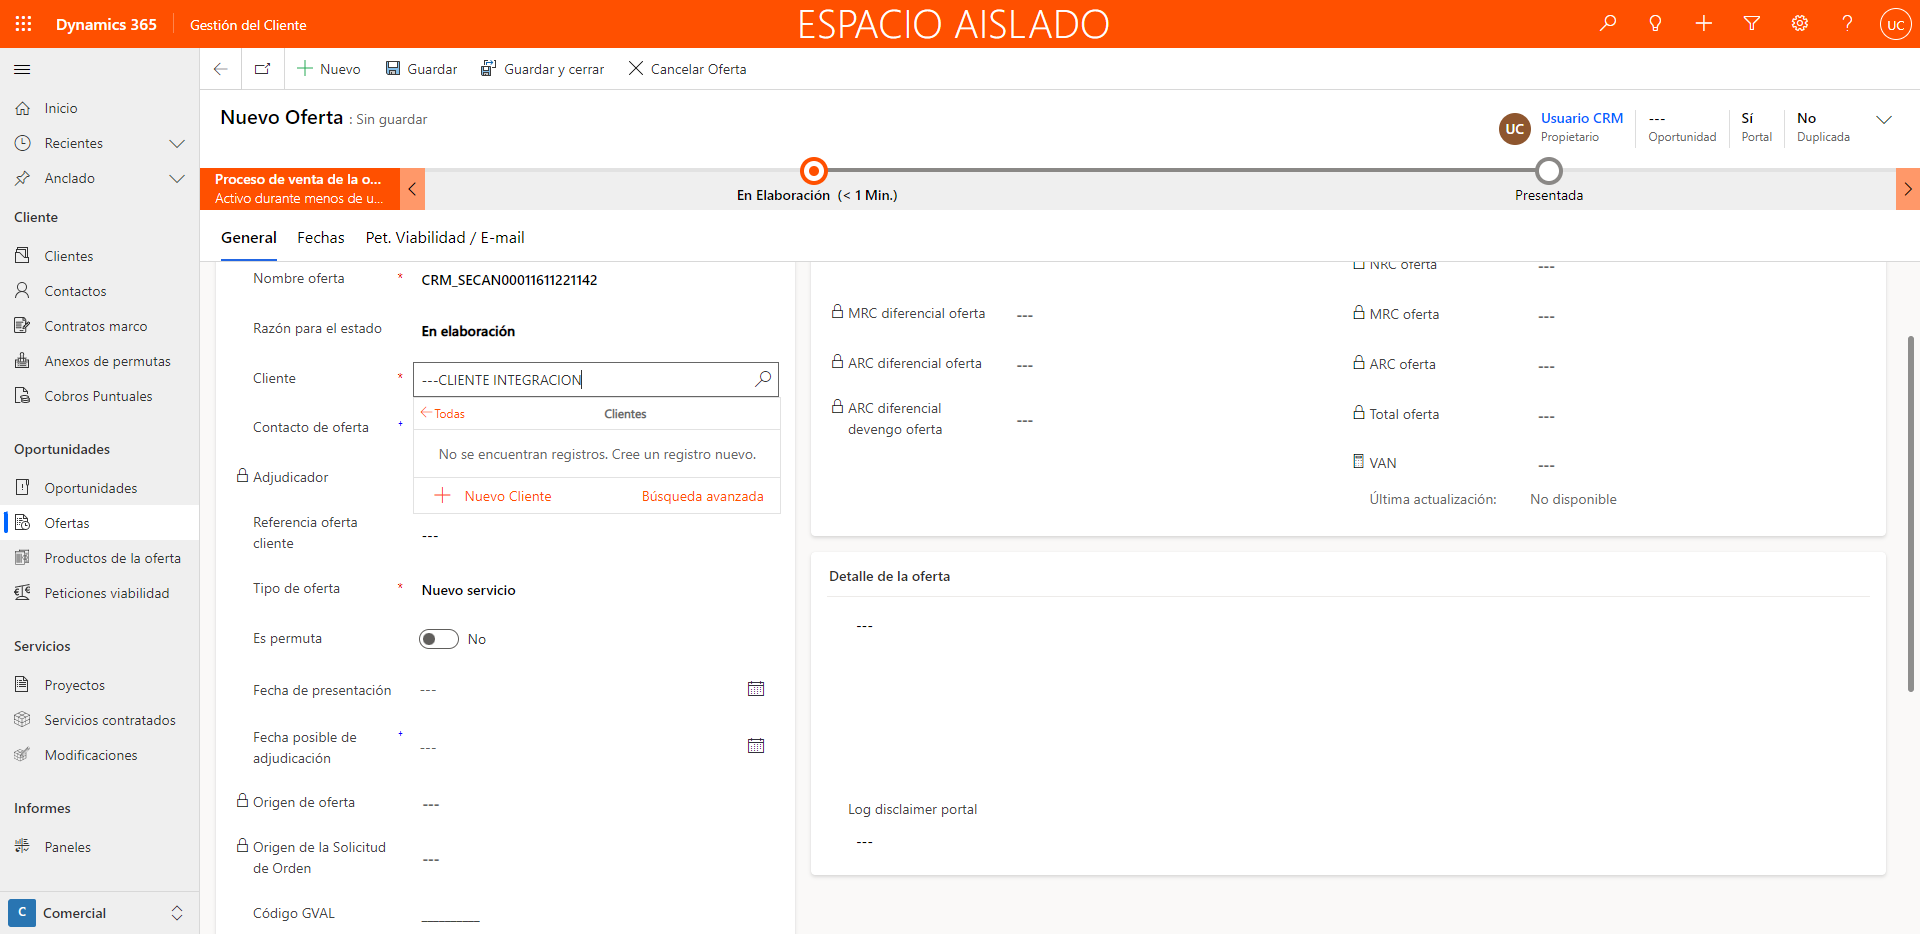 Dynamics 365
Gestión del Cliente
ESPACIO AISLADO
UC
Nuevo
Guardar
Guardar y cerrar
Cancelar Oferta
Inicio
Recientes
Anclado
Cliente
Clientes
Contactos
Contratos marco
Anexos de permutas
Cobros Puntuales
Oportunidades
Oportunidades
Ofertas
Productos de la oferta
Peticiones viabilidad
Servicios
Proyectos
Servicios contratados
Modificaciones
Informes
Paneles
C
Comercial
Nuevo Oferta : Sin guardar
UC
Usuario CRM
Propietario
---
Oportunidad
Sí
Portal
No
Duplicada
Proceso de venta de la o...
Activo durante menos de u...
En Elaboración (< 1 Min.)
Presentada
General
Fechas
Pet. Viabilidad / E-mail
Nombre oferta * CRM_SECAN00011611221142
Razón para el estado En elaboración
Cliente * ---CLIENTE INTEGRACION
Todas
Clientes
No se encuentran registros. Cree un registro nuevo.
Nuevo Cliente
Búsqueda avanzada
Contacto de oferta +
Adjudicador
Referencia oferta
cliente
---
Tipo de oferta * Nuevo servicio
Es permuta No
Fecha de presentación ---
Fecha posible de
adjudicación
+
---
Origen de oferta ---
Origen de la Solicitud
de Orden
---
Código GVAL __________
MRC diferencial oferta ---
ARC diferencial oferta ---
ARC diferencial
devengo oferta
---
NRC oferta ---
MRC oferta ---
ARC oferta ---
Total oferta ---
VAN ---
Última actualización: No disponible
Detalle de la oferta
---
Log disclaimer portal
---